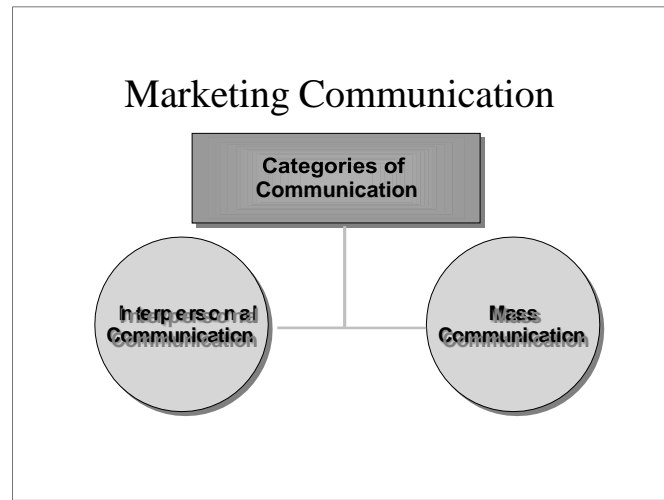 Marketing Communication
Categories of
Communication
Interpersonal
Communication
Mass
Communication